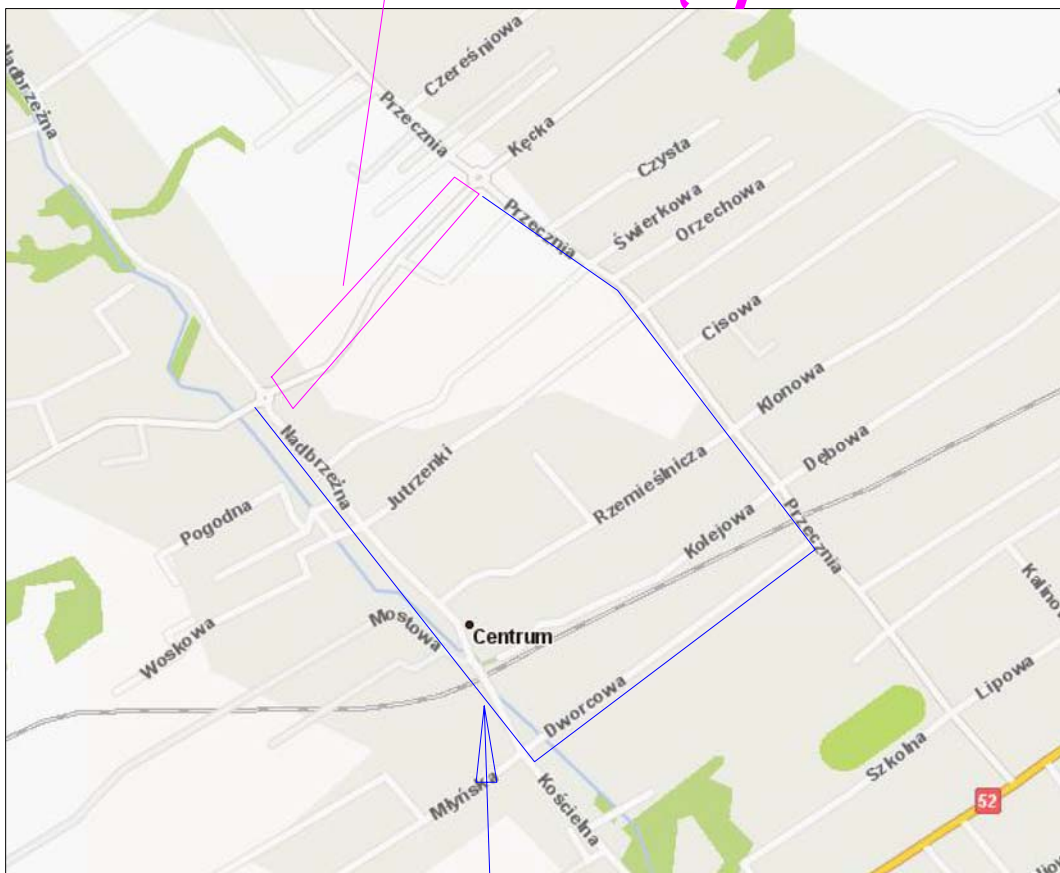 Nadbrzeżna
Czereśniowa
Przecznia
Kęcka
Czysta
Przecznia
Świerkowa
Orzechowa
Cisowa
Klonowa
Nadbrzeżna
Jutrzenki
Dębowa
Rzemieślnicza
Pogodna
Kolejowa
Przecznia
Mostowa
Centrum
Woskowa
Lipowa
Dworcowa
Szkolna
Młyńska
Kościelna
52